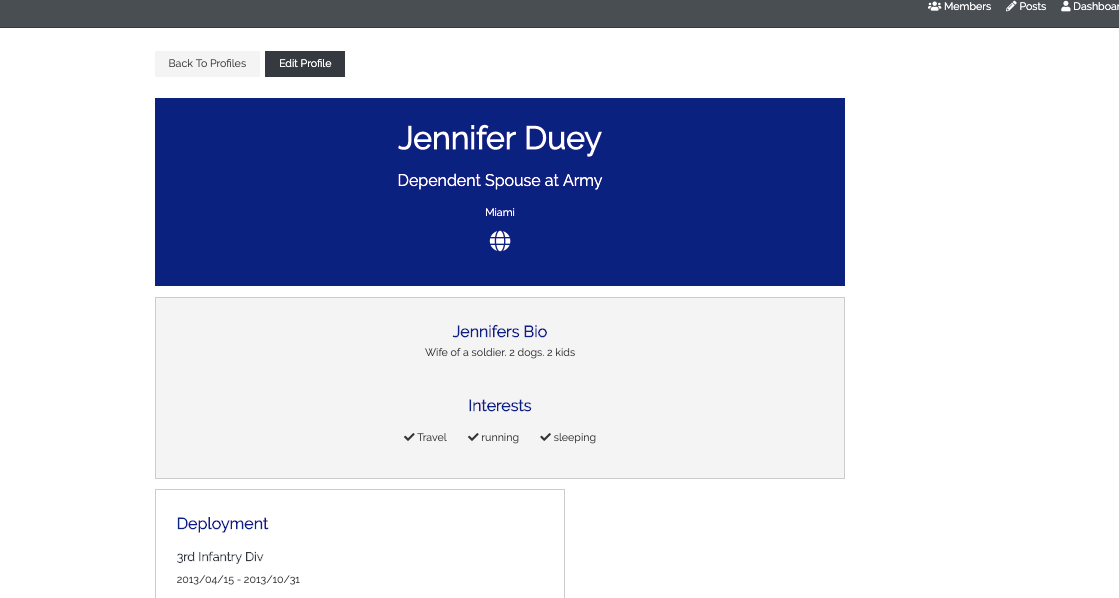 Members Posts Dashboar
Back To Profiles Edit Profile
Jennifer Duey
Dependent Spouse at Army
Miami
Jennifers Bio
Wife of a soldier. 2 dogs. 2 kids
Interests
Travel running sleeping
Deployment
3rd Infantry Div
2013/04/15 - 2013/10/31